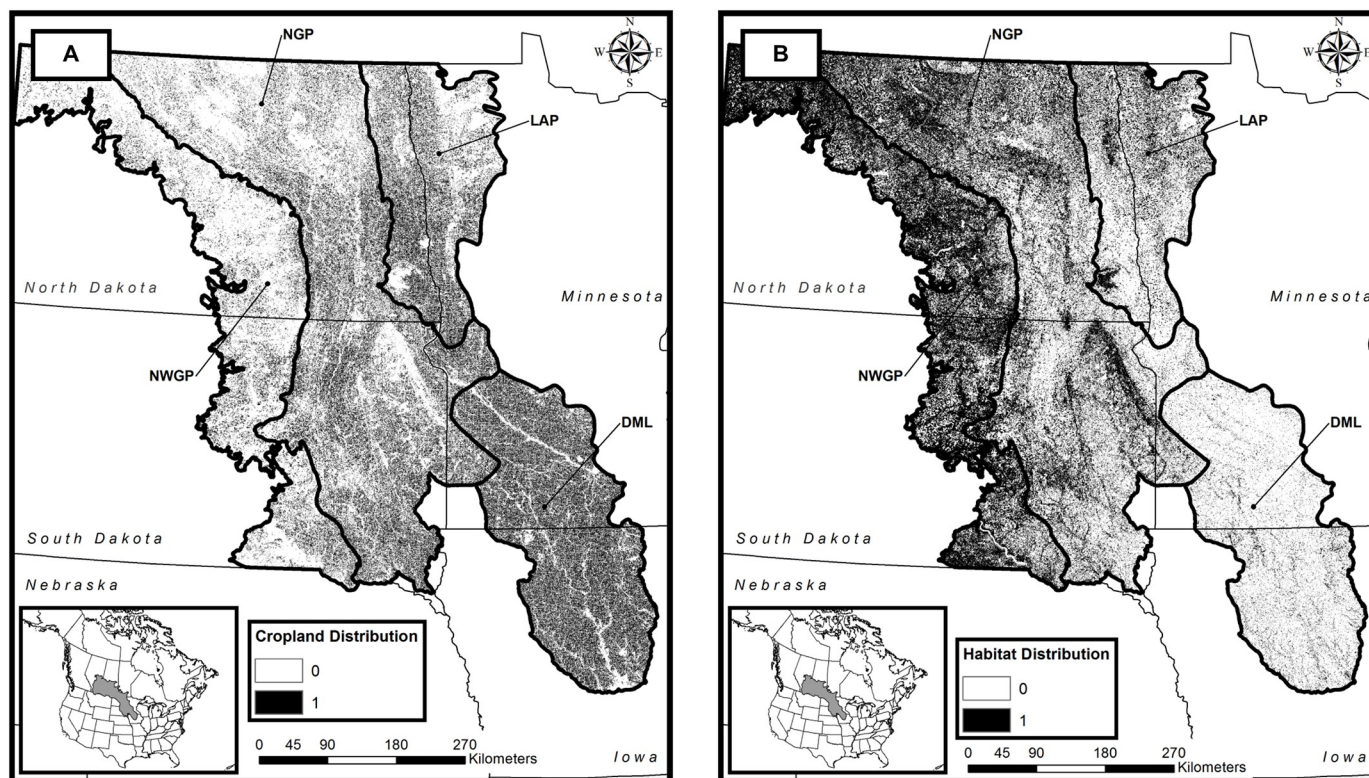 A
NGP
N
W E
S
LAP
North Dakota
Minnesota
NWGP
DML
South Dakota
Nebraska
Cropland Distribution
0
1
0 45 90 180 270
Kilometers
Iowa
B
NGP
N
W E
S
LAP
North Dakota
Minnesota
NWGP
DML
South Dakota
Nebraska
Habitat Distribution
0
1
0 45 90 180 270
Kilometers
Iowa